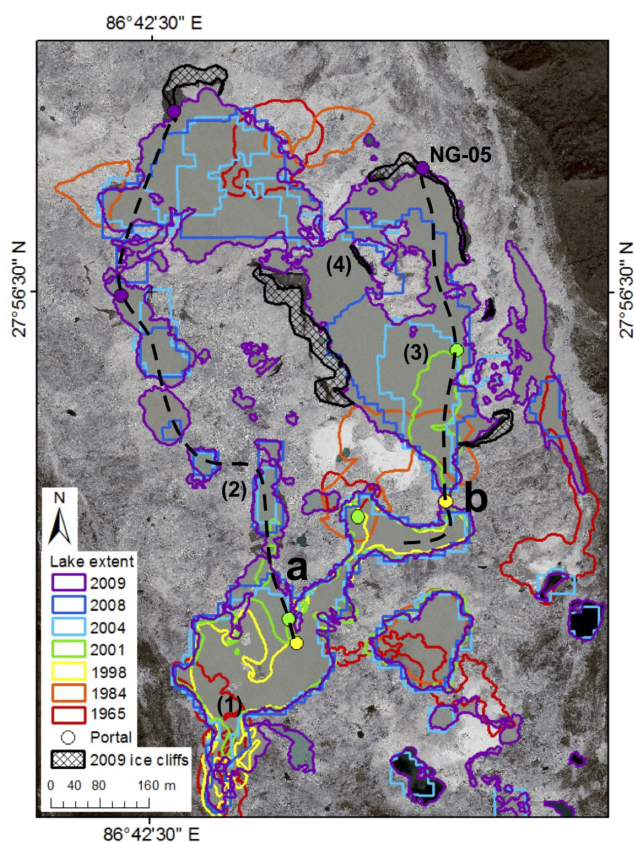 86°42'30" E
NG-05
27°56'30" N
27°56'30" N
(4)
(3)
(2)
b
a
(1)
N
Lake extent
2009
2008
2004
2001
1998
1984
1965
Portal
2009 ice cliffs
0 40 80 160 m
86°42'30" E